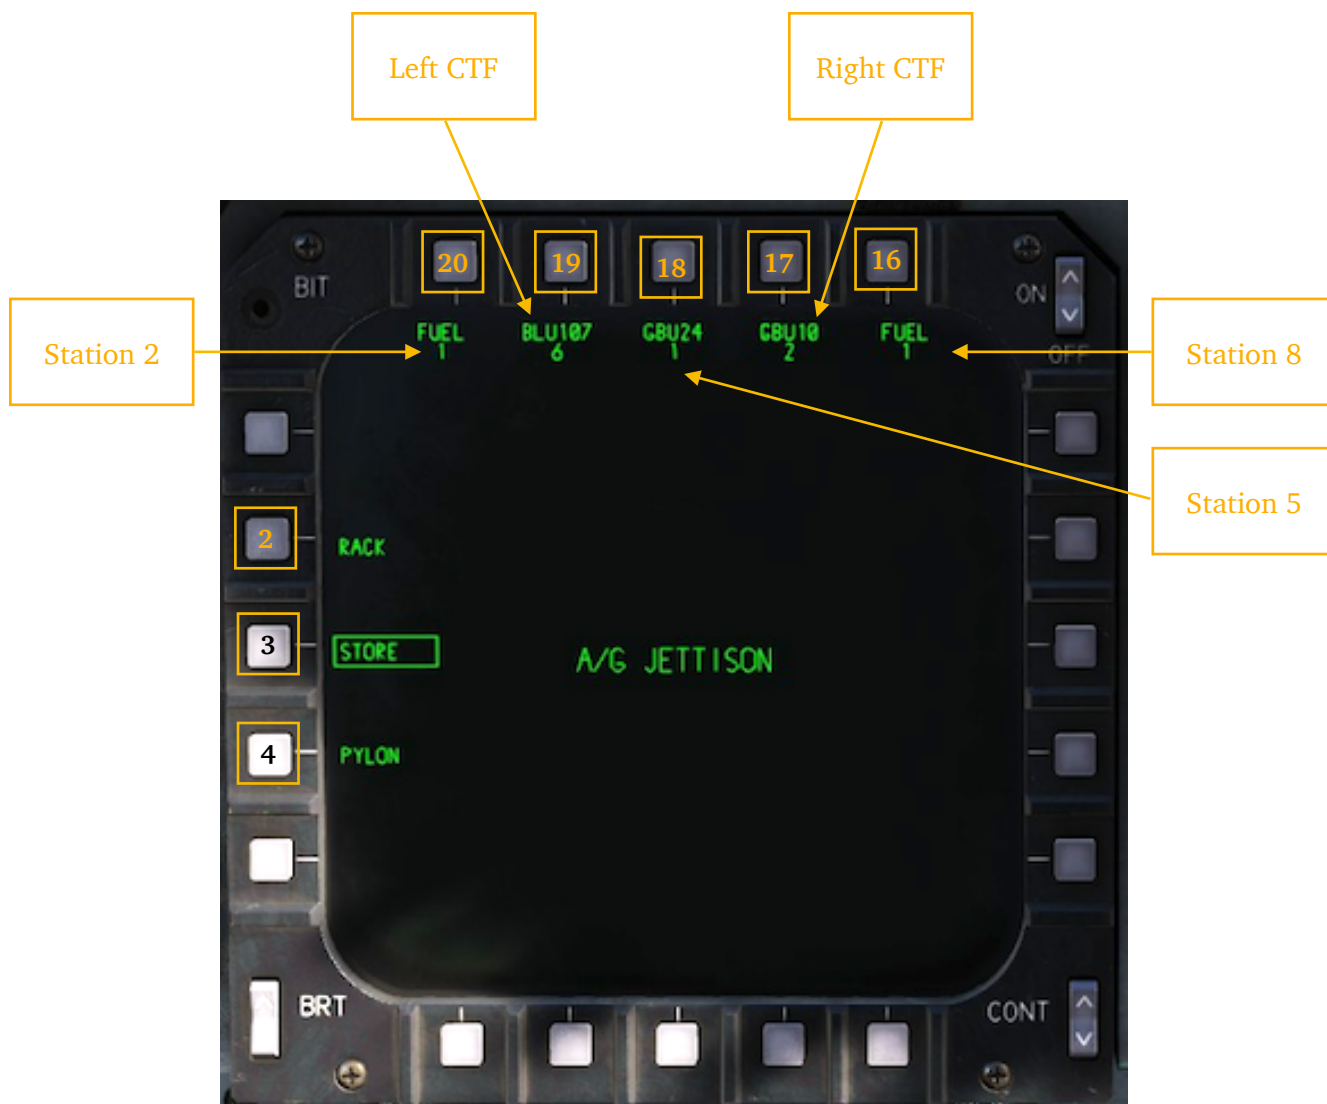 Left CTF
Right CTF
20 19 18 17 16
BIT
ON
OFF
FUEL BLU107 GBU24 GBU10 FUEL
1 6 1 2 1
Station 2
Station 8
Station 5
2 RACK
3 STORE
A/G JETTISON
4 PYLON
BRT
CONT